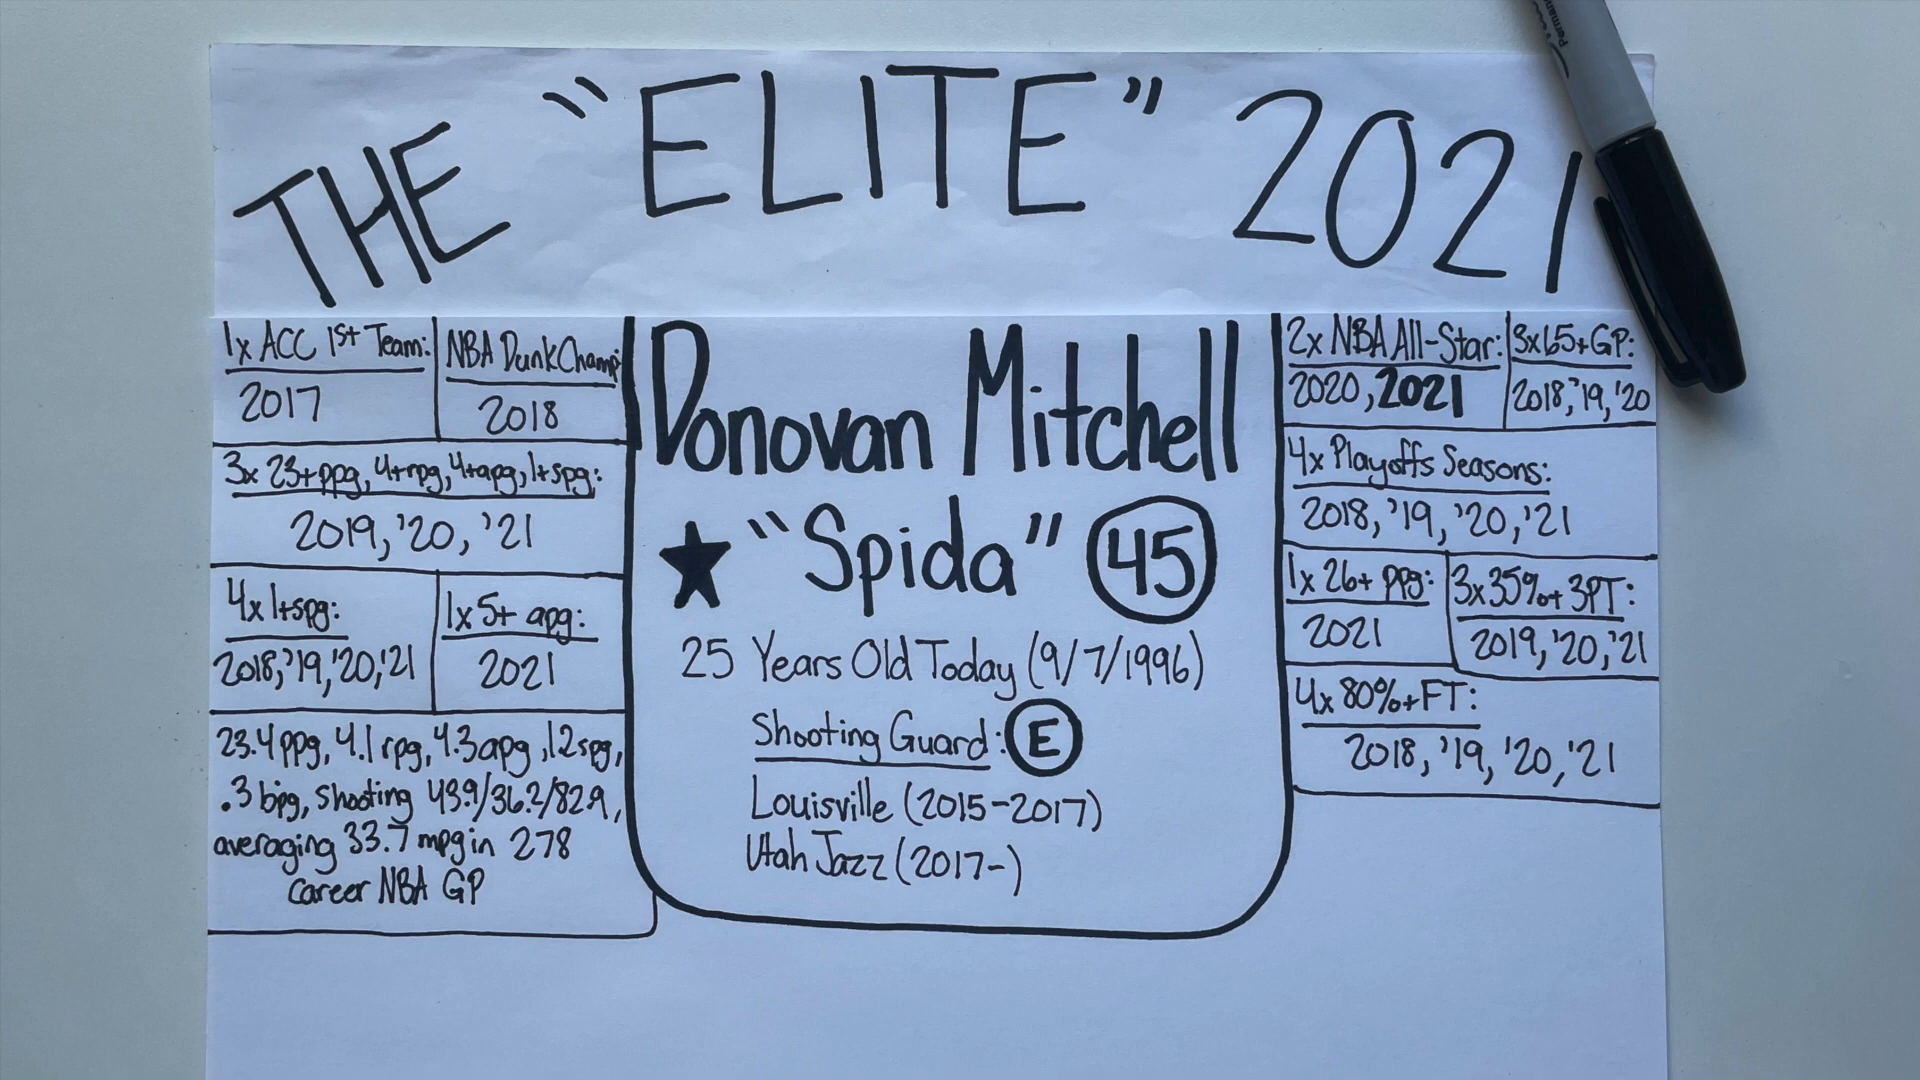 THE "ELITE" 2021
1x ACC 1st Team:
2017
NBA Dunk Champ:
2018
3x 23+ppg, 4+rpg, 4+apg, 1+spg:
2019, '20, '21
4x 1+spg:
2018, '19, '20, '21
1x 5+ apg:
2021
23.4 ppg, 4.1 rpg, 4.3 apg, 1.2 spg,
.3 bpg, shooting 43.9/36.2/82.9,
averaging 33.7 mpg in 278
career NBA GP
Donovan Mitchell
★ "Spida" 45
25 Years Old Today (9/7/1996)
Shooting Guard: E
Louisville (2015-2017)
Utah Jazz (2017-)
2x NBA All-Star:
2020, 2021
3x 65+ GP:
2018, '19, '20
4x Playoffs Seasons:
2018, '19, '20, '21
1x 26+ ppg:
2021
3x 35%+ 3PT:
2019, '20, '21
4x 80%+ FT:
2018, '19, '20, '21